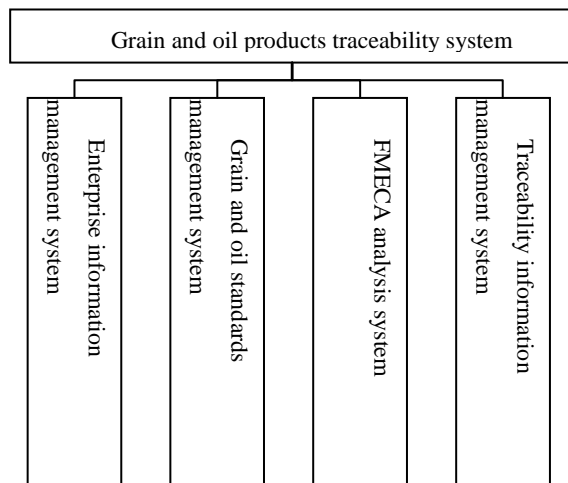 Grain and oil products traceability system
Enterprise information
management system
Grain and oil standards
management system
FMECA analysis system
Traceability information
management system